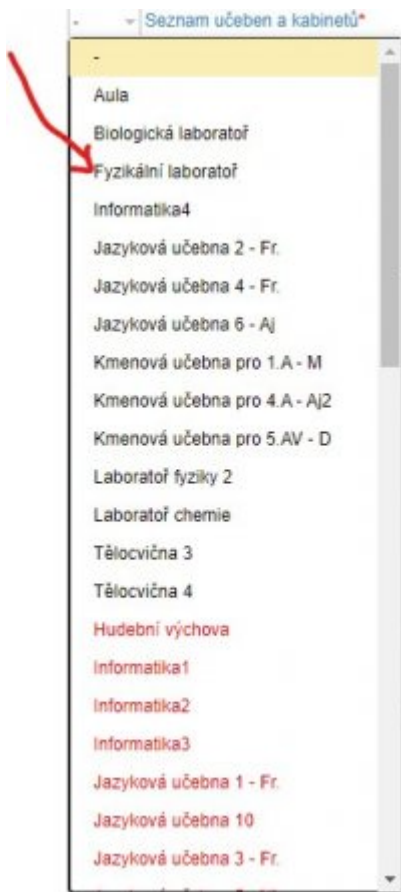 - Seznam učeben a kabinetů*
-
Aula
Biologická laboratoř
Fyzikální laboratoř
Informatika4
Jazyková učebna 2 - Fr.
Jazyková učebna 4 - Fr.
Jazyková učebna 6 - Aj
Kmenová učebna pro 1.A - M
Kmenová učebna pro 4.A - Aj2
Kmenová učebna pro 5.AV - D
Laboratoř fyziky 2
Laboratoř chemie
Tělocvična 3
Tělocvična 4
Hudební výchova
Informatika1
Informatika2
Informatika3
Jazyková učebna 1 - Fr.
Jazyková učebna 10
Jazyková učebna 3 - Fr.